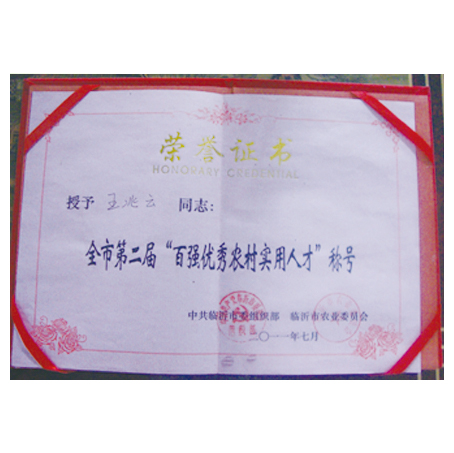 荣誉证书
HONORARY CREDENTIAL
授予 王兆云 同志：
全市第二届“百强优秀农村实用人才”称号
中共临沂市委组织部 临沂市农业委员会
二〇一一年七月